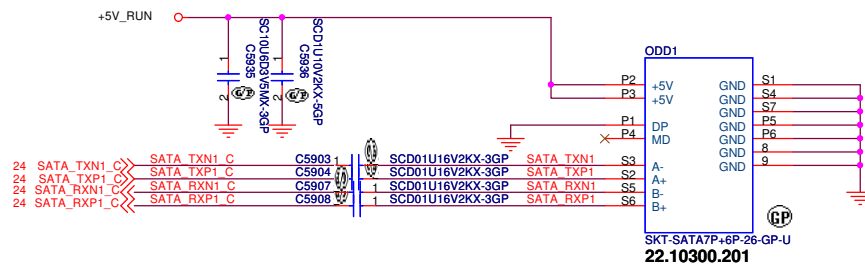 +5V_RUN
SC10U6D3V5MX-3GP
C5935
1
2
GP
SCD1U10V2KX-5GP
C5936
1
2
GP
ODD1
P2 +5V GND S1
P3 +5V GND S4
GND S7
P1 DP GND P5
P4 MD GND P6
GND 8
GND 9
24 SATA_TXN1_C SATA_TXN1_C C5903 1 SCD01U16V2KX-3GP SATA_TXN1 S3 A-
24 SATA_TXP1_C SATA_TXP1_C C5904 1 SCD01U16V2KX-3GP SATA_TXP1 S2 A+
24 SATA_RXN1_C SATA_RXN1_C C5907 1 SCD01U16V2KX-3GP SATA_RXN1 S5 B-
24 SATA_RXP1_C SATA_RXP1_C C5908 1 SCD01U16V2KX-3GP SATA_RXP1 S6 B+
GP
SKT-SATA7P+6P-26-GP-U
22.10300.201